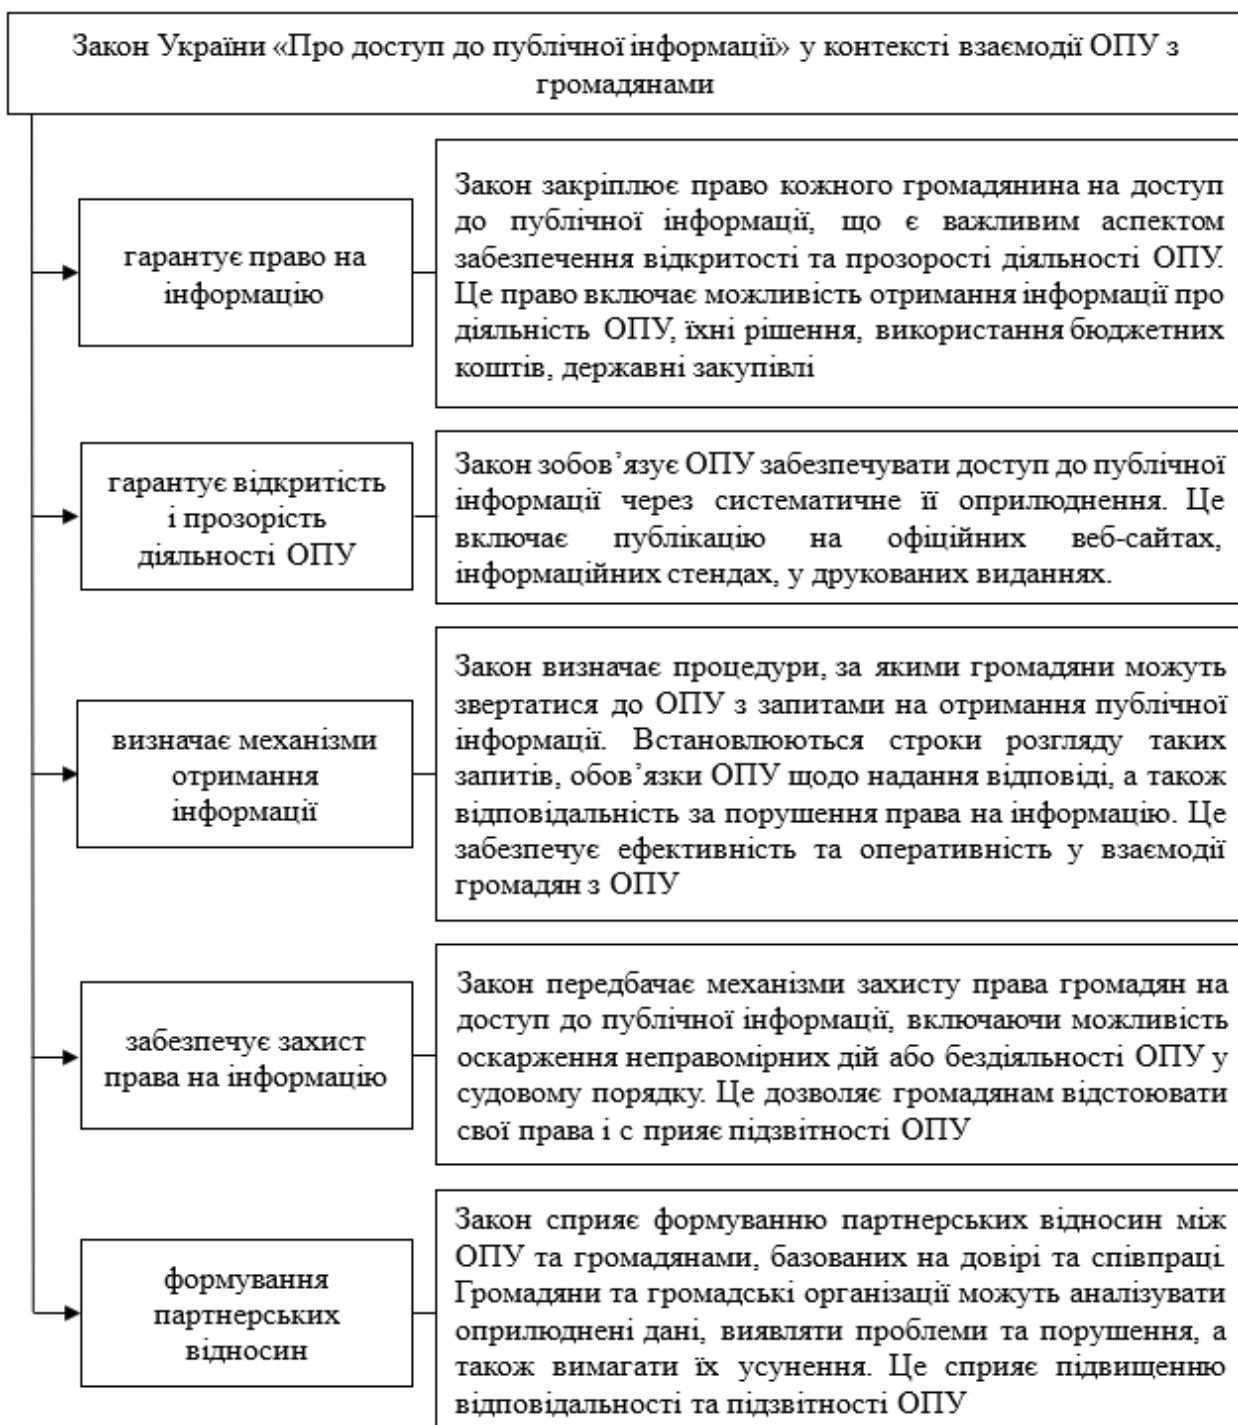 Закон України «Про доступ до публічної інформації» у контексті взаємодії ОПУ з
громадянами
гарантує право на
інформацію
Закон закріплює право кожного громадянина на доступ
до публічної інформації, що є важливим аспектом
забезпечення відкритості та прозорості діяльності ОПУ.
Це право включає можливість отримання інформації про
діяльність ОПУ, їхні рішення, використання бюджетних
коштів, державні закупівлі
гарантує відкритість
і прозорість
діяльності ОПУ
Закон зобов’язує ОПУ забезпечувати доступ до публічної
інформації через систематичне її оприлюднення. Це
включає публікацію на офіційних веб-сайтах,
інформаційних стендах, у друкованих виданнях.
визначає механізми
отримання
інформації
Закон визначає процедури, за якими громадяни можуть
звертатися до ОПУ з запитами на отримання публічної
інформації. Встановлюються строки розгляду таких
запитів, обов’язки ОПУ щодо надання відповіді, а також
відповідальність за порушення права на інформацію. Це
забезпечує ефективність та оперативність у взаємодії
громадян з ОПУ
забезпечує захист
права на інформацію
Закон передбачає механізми захисту права громадян на
доступ до публічної інформації, включаючи можливість
оскарження неправомірних дій або бездіяльності ОПУ у
судовому порядку. Це дозволяє громадянам відстоювати
свої права і с прияє підзвітності ОПУ
формування
партнерських
відносин
Закон сприяє формуванню партнерських відносин між
ОПУ та громадянами, базованих на довірі та співпраці.
Громадяни та громадські організації можуть аналізувати
оприлюднені дані, виявляти проблеми та порушення, а
також вимагати їх усунення. Це сприяє підвищенню
відповідальності та підзвітності ОПУ